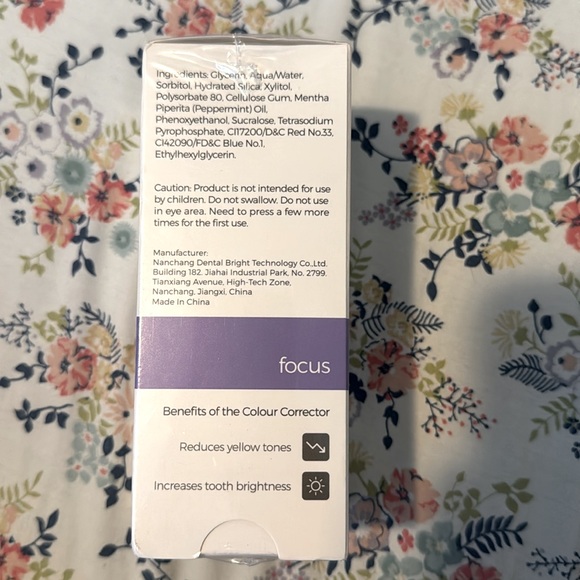 Ingredients: Glycerin, Aqua/Water,
Sorbitol, Hydrated Silica, Xylitol,
Polysorbate 80, Cellulose Gum, Mentha
Piperita (Peppermint) Oil,
Phenoxyethanol, Sucralose, Tetrasodium
Pyrophosphate, CI17200/D&C Red No.33,
CI42090/FD&C Blue No.1,
Ethylhexylglycerin.
Caution: Product is not intended for use
by children. Do not swallow. Do not use
in eye area. Need to press a few more
times for the first use.
Manufacturer:
Nanchang Dental Bright Technology Co.,Ltd.
Building 182. Jiahai Industrial Park, No. 2799.
Tianxiang Avenue, High-Tech Zone,
Nanchang, Jiangxi, China
Made In China
focus
Benefits of the Colour Corrector
Reduces yellow tones
Increases tooth brightness